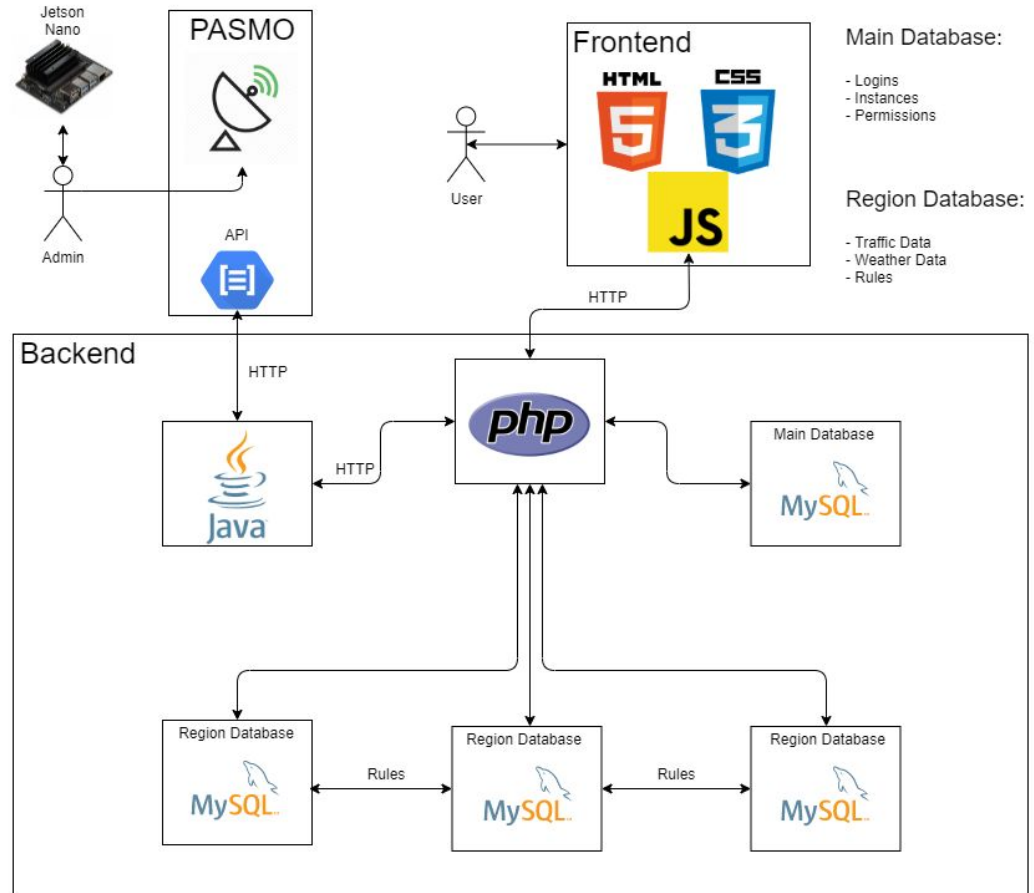 Jetson
Nano
PASMO
Frontend
HTML
5
CSS
3
JS
Main Database:
- Logins
- Instances
- Permissions
Region Database:
- Traffic Data
- Weather Data
- Rules
User
Admin
API
HTTP
HTTP
Backend
php
HTTP
Java
Main Database
MySQL
Region Database
MySQL
Rules
Region Database
MySQL
Rules
Region Database
MySQL